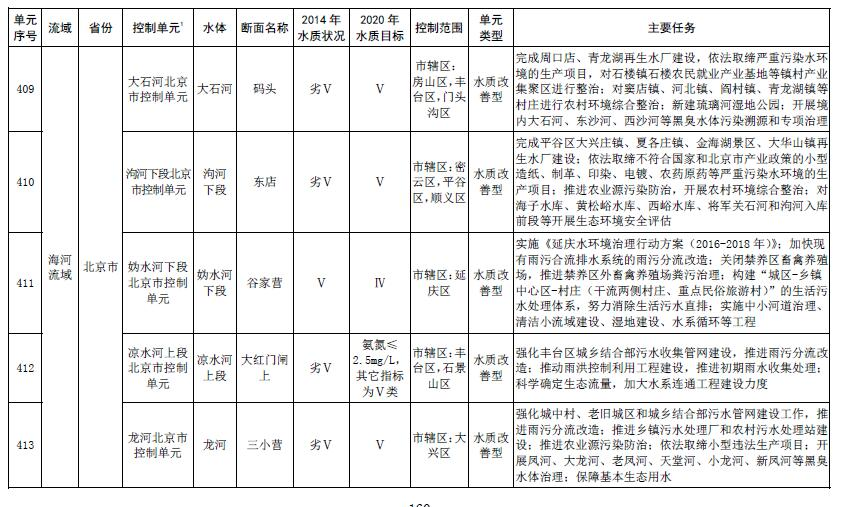 单元序号 流域 省份 控制单元¹ 水体 断面名称 2014年水质状况 2020年水质目标 控制范围 单元类型 主要任务
海河流域 北京市
409 大石河北京市控制单元 大石河 码头 劣Ⅴ Ⅴ 市辖区：房山区,丰台区,门头沟区 水质改善型
完成周口店、青龙湖再生水厂建设，依法取缔严重污染水环
境的生产项目，对石楼镇石楼农民就业产业基地等镇村产业
集聚区进行整治；对窦店镇、河北镇、阎村镇、青龙湖镇等
村庄进行农村环境综合整治；新建琉璃河湿地公园；开展境
内大石河、东沙河、西沙河等黑臭水体污染溯源和专项治理
410 泃河下段北京市控制单元 泃河下段 东店 劣Ⅴ Ⅴ 市辖区：密云区,平谷区,顺义区 水质改善型
完成平谷区大兴庄镇、夏各庄镇、金海湖景区、大华山镇再
生水厂建设；依法取缔不符合国家和北京市产业政策的小型
造纸、制革、印染、电镀、农药原药等严重污染水环境的生
产项目；推进农业源污染防治，开展农村环境综合整治；对
海子水库、黄松峪水库、西峪水库、将军关石河和泃河入库
前段等开展生态环境安全评估
411 妫水河下段北京市控制单元 妫水河下段 谷家营 Ⅴ Ⅳ 市辖区：延庆区 水质改善型
实施《延庆水环境治理行动方案（2016-2018年）》；加快现
有雨污合流排水系统的雨污分流改造；关闭禁养区畜禽养殖
场，推进禁养区外畜禽养殖场粪污治理；构建“城区-乡镇
中心区-村庄（干流两侧村庄、重点民俗旅游村）”的生活污
水处理体系，努力消除生活污水直排；实施中小河道治理、
清洁小流域建设、湿地建设、水系循环等工程
412 凉水河上段北京市控制单元 凉水河上段 大红门闸上 劣Ⅴ 氨氮≤2.5mg/L，其它指标为Ⅴ类 市辖区：丰台区,石景山区 水质改善型
强化丰台区城乡结合部污水收集管网建设，推进雨污分流改
造；推动雨洪控制利用工程建设，推进初期雨水收集处理；
科学确定生态流量，加大水系连通工程建设力度
413 龙河北京市控制单元 龙河 三小营 劣Ⅴ Ⅴ 市辖区：大兴区 水质改善型
强化城中村、老旧城区和城乡结合部污水管网建设工作，推
进雨污分流改造；推进乡镇污水处理厂和农村污水处理站建
设；推进农业源污染防治；依法取缔小型违法生产项目；开
展凤河、大龙河、老凤河、天堂河、小龙河、新凤河等黑臭
水体治理；保障基本生态用水